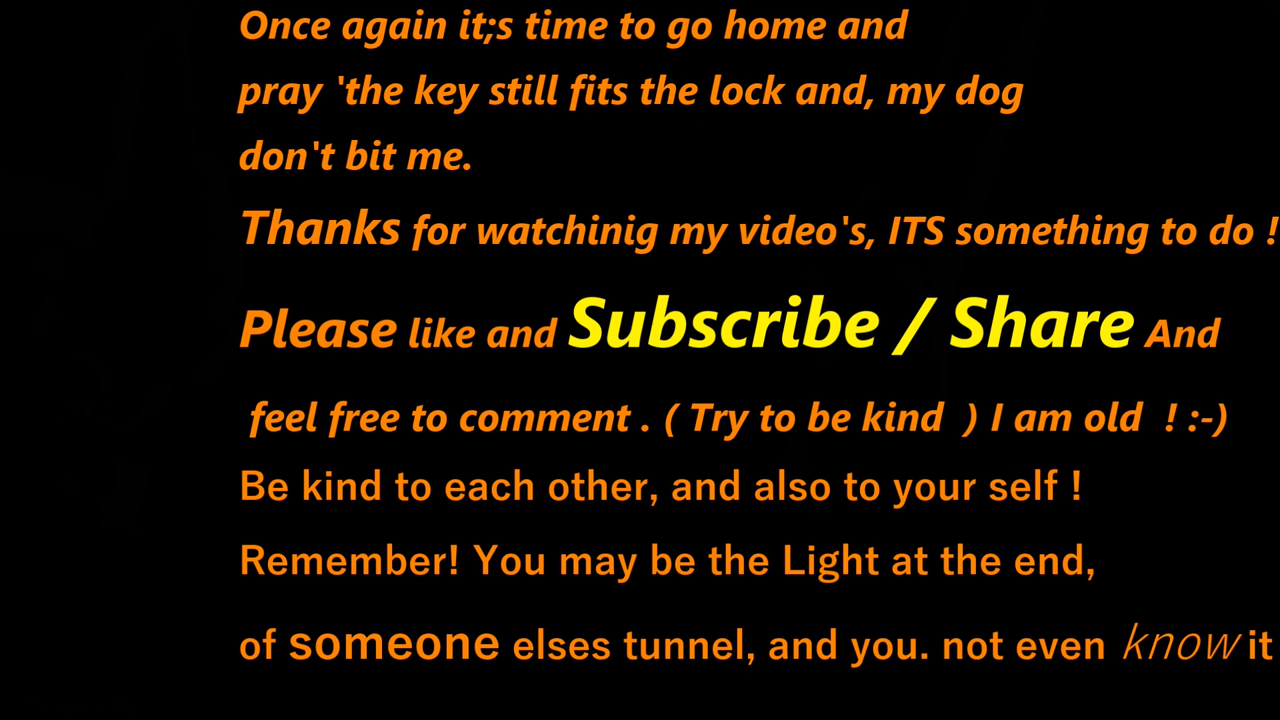 Once again it;s time to go home and
pray 'the key still fits the lock and, my dog
don't bit me.
Thanks for watchinig my video's, ITS something to do !
Please like and Subscribe / Share And
feel free to comment . ( Try to be kind  ) I am old  ! :-)
Be kind to each other, and also to your self !
Remember! You may be the Light at the end,
of someone elses tunnel, and you. not even know it